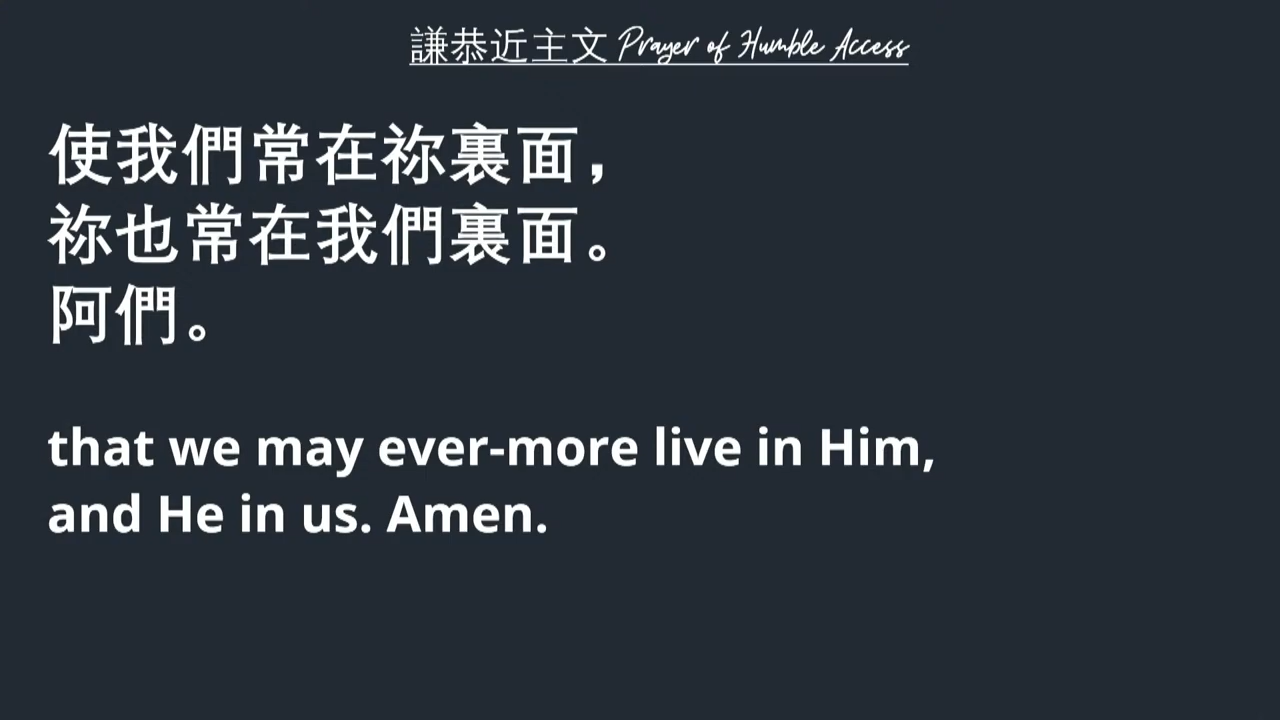 謙恭近主文 Prayer of Humble Access
使我們常在祢裏面，
祢也常在我們裏面。
阿們。
that we may ever-more live in Him,
and He in us. Amen.